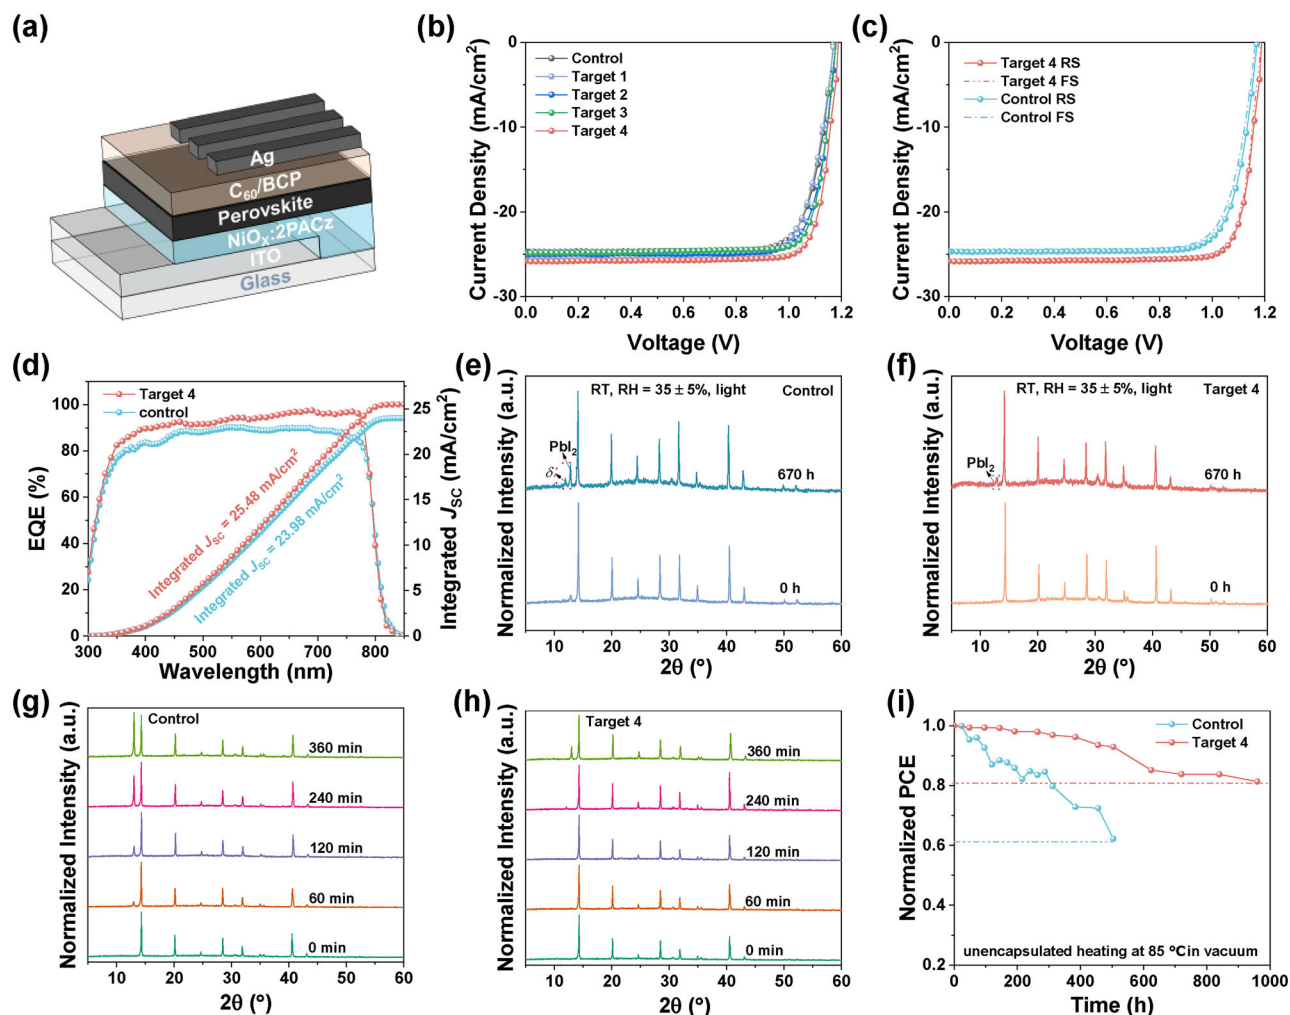 (a)
Ag
C60/BCP
Perovskite
NiOX:2PACz
ITO
Glass
(b)
Control
Target 1
Target 2
Target 3
Target 4
Current Density (mA/cm²)
0
-10
-20
-30
0.0 0.2 0.4 0.6 0.8 1.0 1.2
Voltage (V)
(c)
Target 4 RS
Target 4 FS
Control RS
Control FS
Current Density (mA/cm²)
0
-10
-20
-30
0.0 0.2 0.4 0.6 0.8 1.0 1.2
Voltage (V)
(d)
Target 4
control
EQE (%)
100
80
60
40
20
0
Integrated JSC = 25.48 mA/cm²
Integrated JSC = 23.98 mA/cm²
Integrated JSC (mA/cm²)
25
20
15
10
5
0
300 400 500 600 700 800
Wavelength (nm)
(e)
RT, RH = 35 ± 5%, light
Control
PbI2
δ
670 h
0 h
Normalized Intensity (a.u.)
10 20 30 40 50 60
2θ (°)
(f)
RT, RH = 35 ± 5%, light
Target 4
PbI2
670 h
0 h
Normalized Intensity (a.u.)
10 20 30 40 50 60
2θ (°)
(g)
Control
360 min
240 min
120 min
60 min
0 min
Normalized Intensity (a.u.)
10 20 30 40 50 60
2θ (°)
(h)
Target 4
360 min
240 min
120 min
60 min
0 min
Normalized Intensity (a.u.)
10 20 30 40 50 60
2θ (°)
(i)
Control
Target 4
Normalized PCE
1.0
0.8
0.6
0.4
0.2
unencapsulated heating at 85 °Cin vacuum
0 200 400 600 800 1000
Time (h)